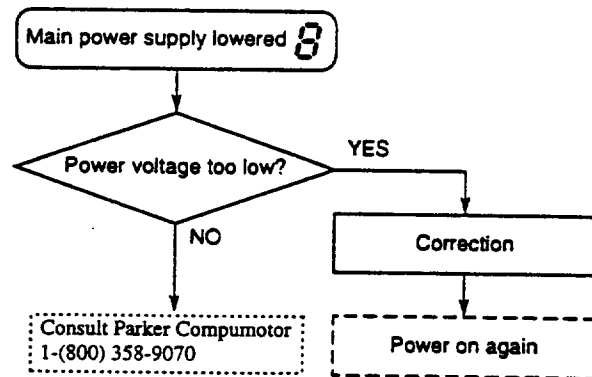 Main power supply lowered 8
Power voltage too low?
YES
NO
Correction
Consult Parker Compumotor
1-(800) 358-9070
Power on again